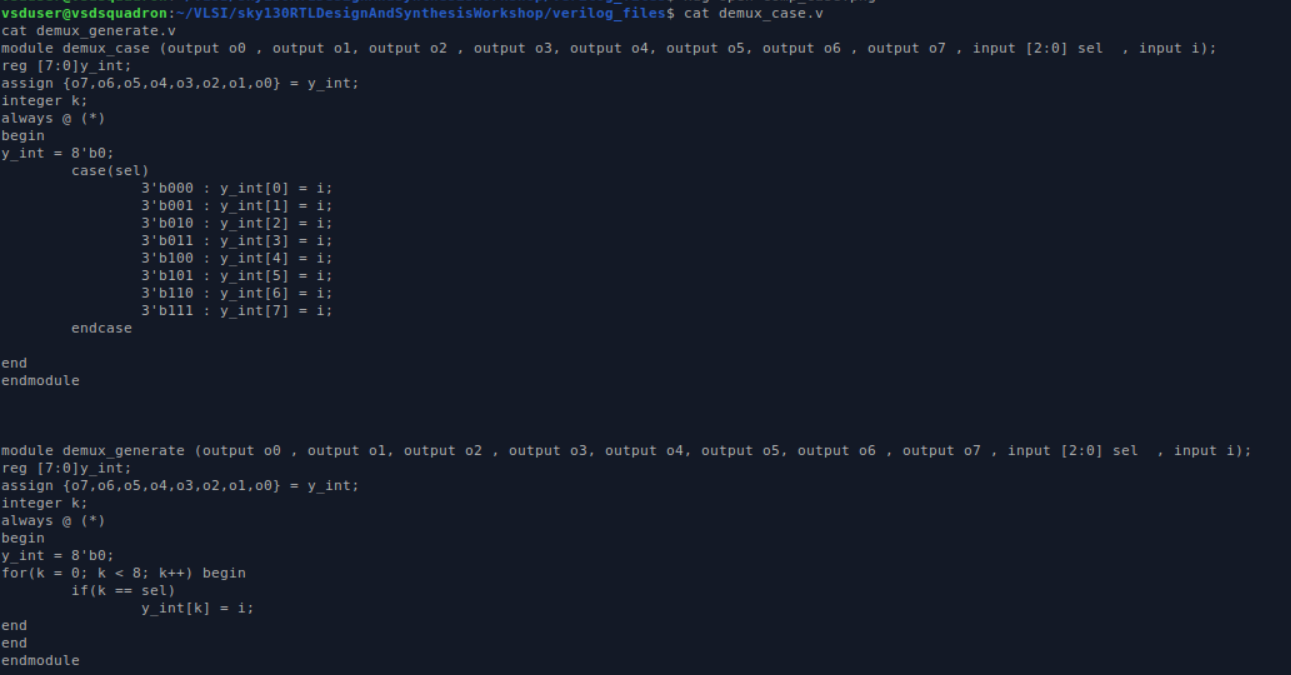 vsduser@vsdsquadron:~/VLSI/sky130RTLDesignAndSynthesisWorkshop/verilog_files$ cat demux_case.v
cat demux_generate.v
module demux_case (output o0 , output o1, output o2 , output o3, output o4, output o5, output o6 , output o7 , input [2:0] sel  , input i);
reg [7:0]y_int;
assign {o7,o6,o5,o4,o3,o2,o1,o0} = y_int;
integer k;
always @ (*)
begin
y_int = 8'b0;
        case(sel)
                3'b000 : y_int[0] = i;
                3'b001 : y_int[1] = i;
                3'b010 : y_int[2] = i;
                3'b011 : y_int[3] = i;
                3'b100 : y_int[4] = i;
                3'b101 : y_int[5] = i;
                3'b110 : y_int[6] = i;
                3'b111 : y_int[7] = i;
        endcase
end
endmodule
module demux_generate (output o0 , output o1, output o2 , output o3, output o4, output o5, output o6 , output o7 , input [2:0] sel  , input i);
reg [7:0]y_int;
assign {o7,o6,o5,o4,o3,o2,o1,o0} = y_int;
integer k;
always @ (*)
begin
y_int = 8'b0;
for(k = 0; k < 8; k++) begin
        if(k == sel)
                y_int[k] = i;
end
end
endmodule